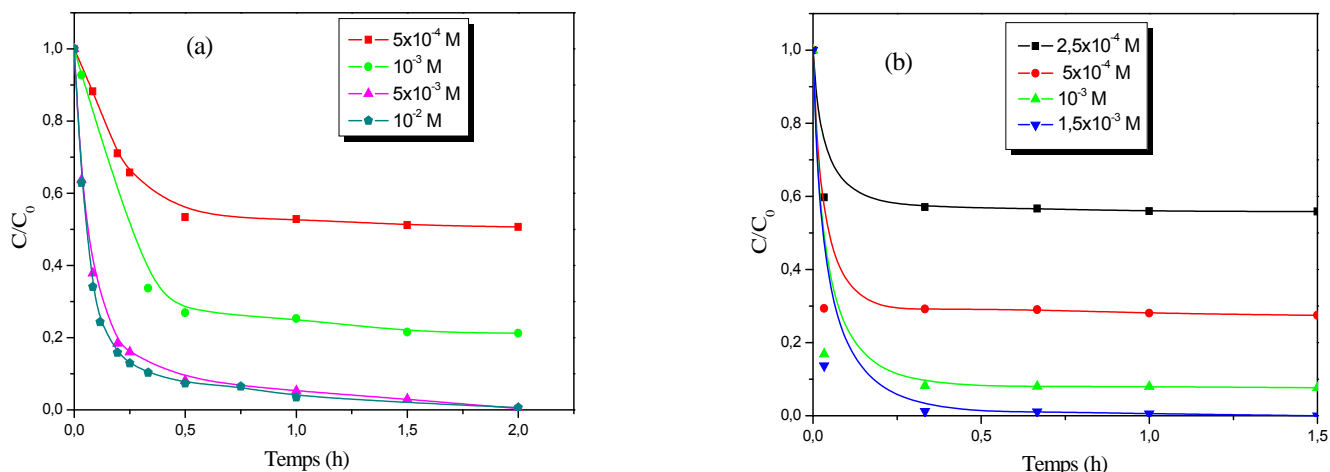 (a)
5x10⁻⁴ M
10⁻³ M
5x10⁻³ M
10⁻² M
1,0
0,8
0,6
0,4
0,2
0,0
C/C₀
0,0 0,5 1,0 1,5 2,0
Temps (h)
(b)
2,5x10⁻⁴ M
5x10⁻⁴ M
10⁻³ M
1,5x10⁻³ M
1,0
0,8
0,6
0,4
0,2
0,0
C/C₀
0,0 0,5 1,0 1,5
Temps (h)